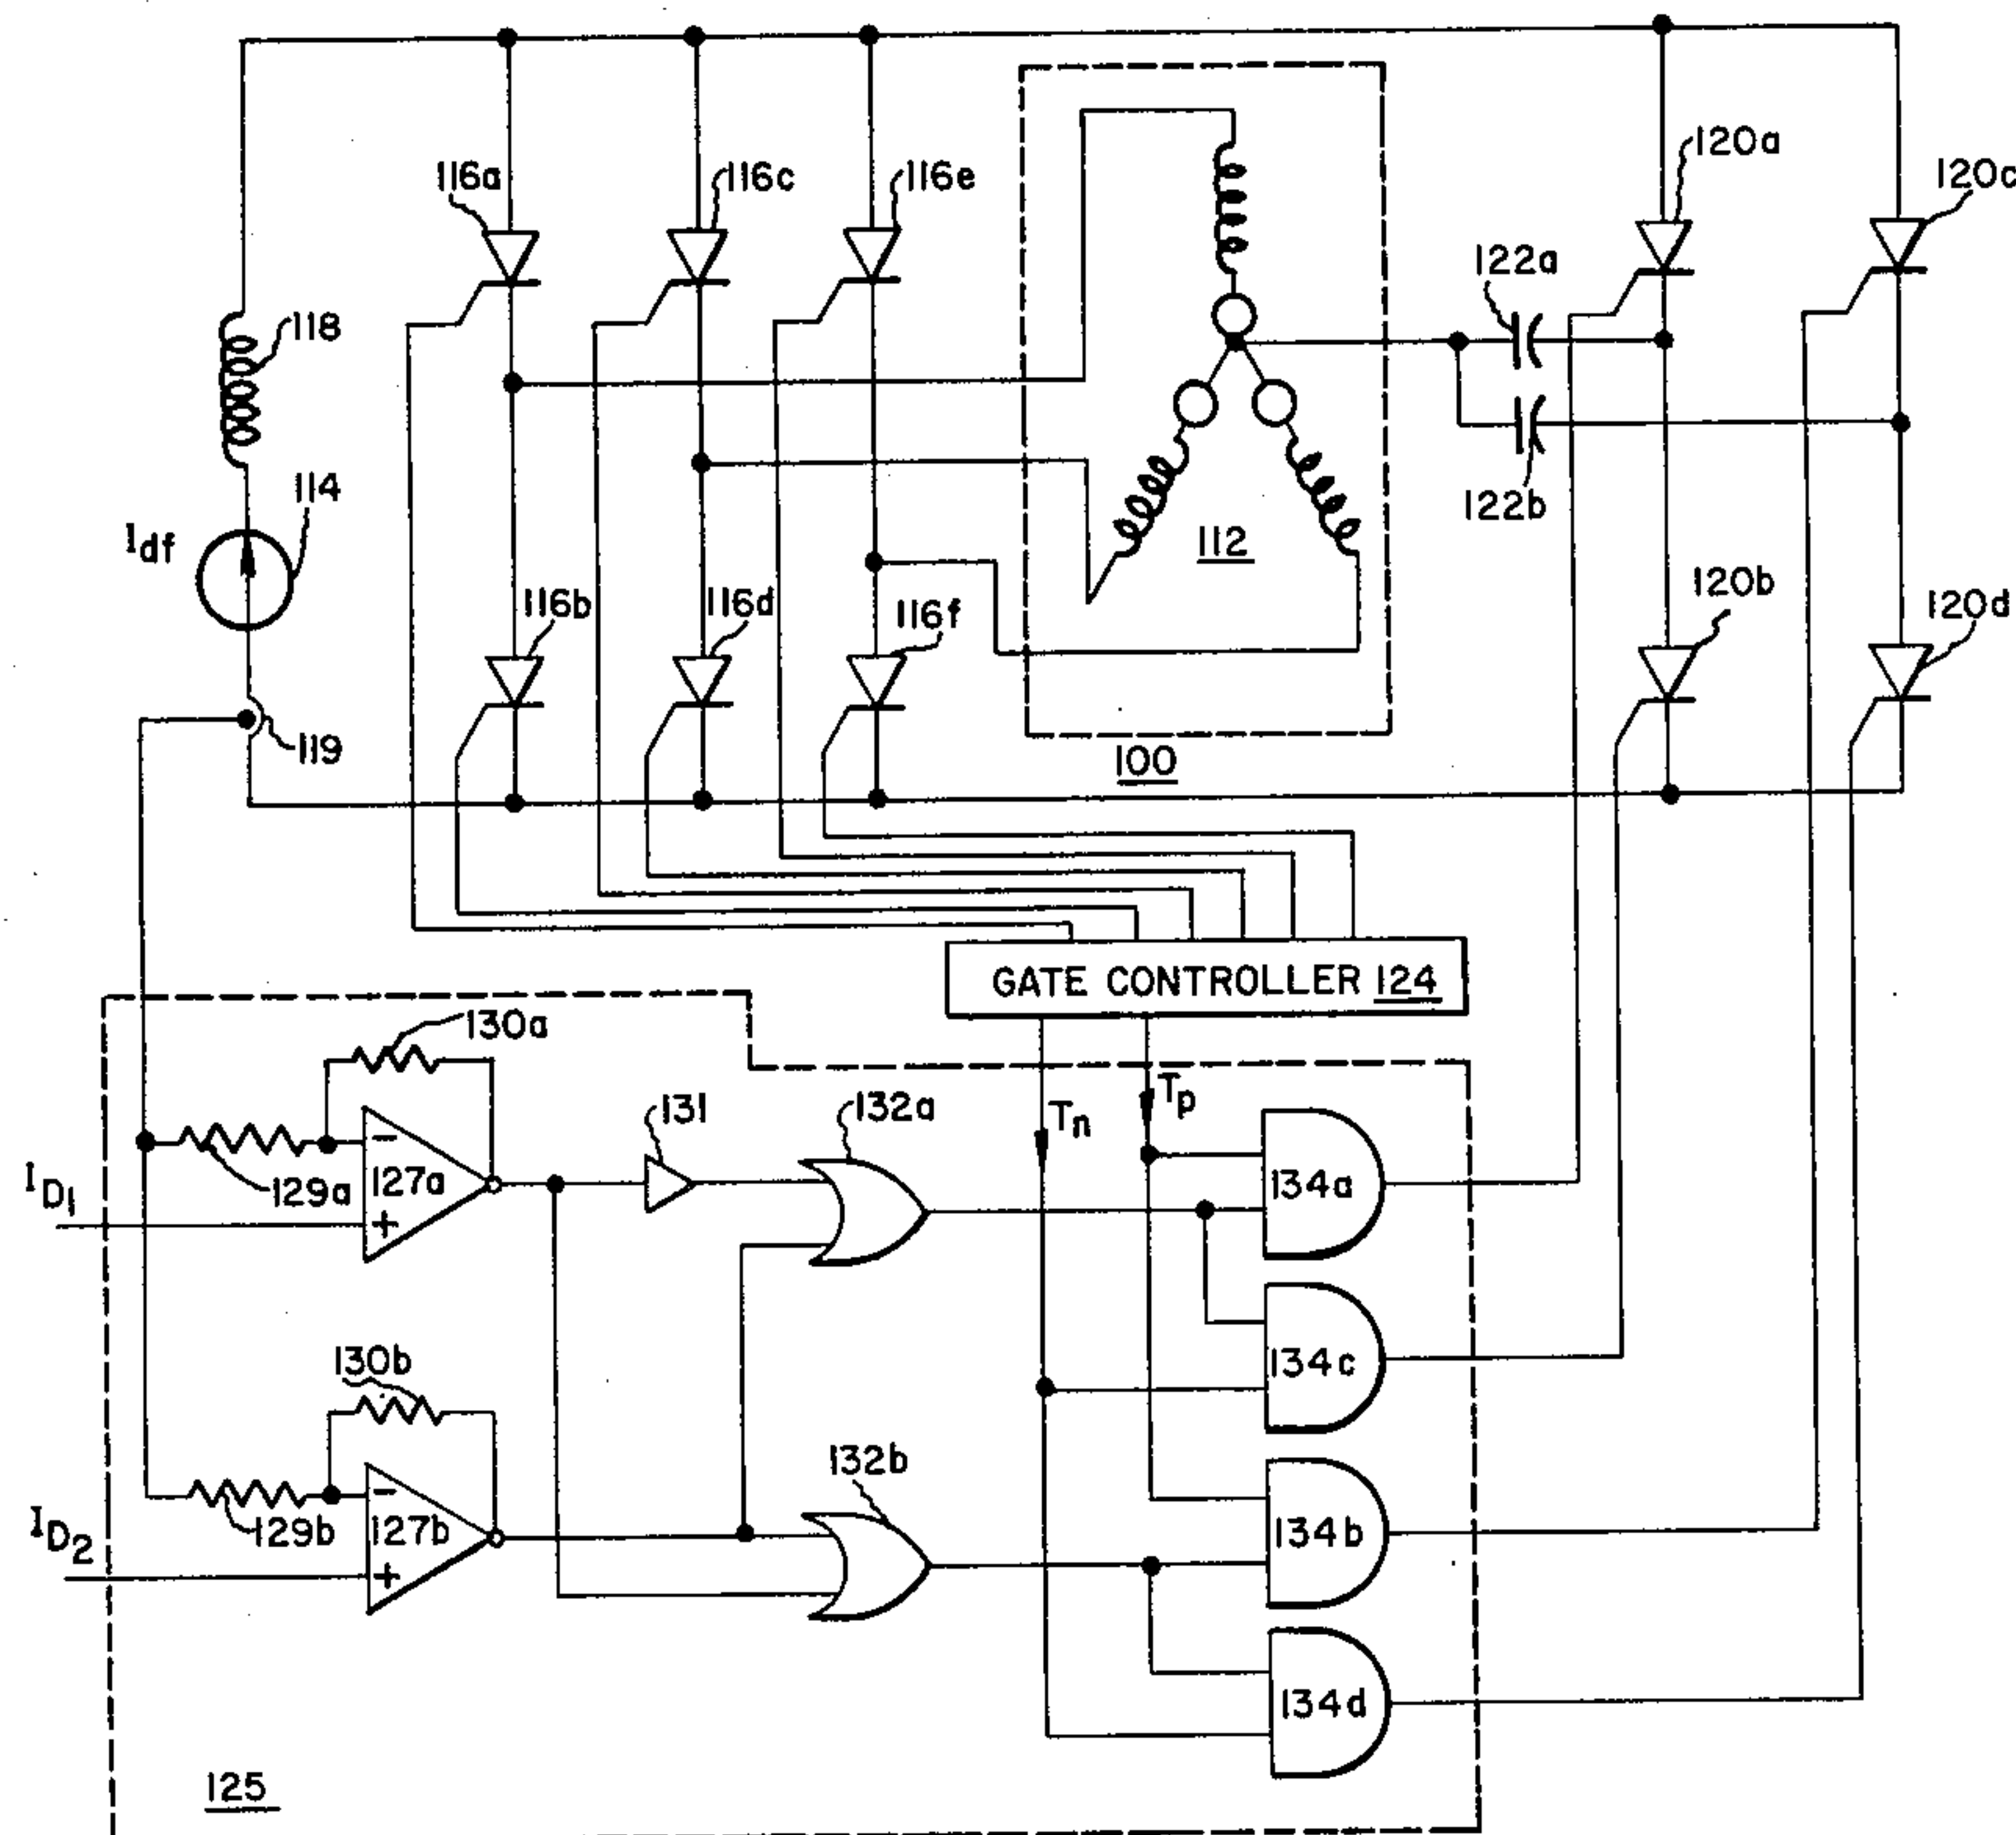 116a
116c
116e
120a
120c
122a
118
114
I df
122b
112
116b
116d
116f
120b
120d
119
100
GATE CONTROLLER 124
130a
131
132a
Tn
Tp
127a
129a
ID1
134a
134c
130b
132b
127b
129b
ID2
134b
134d
125